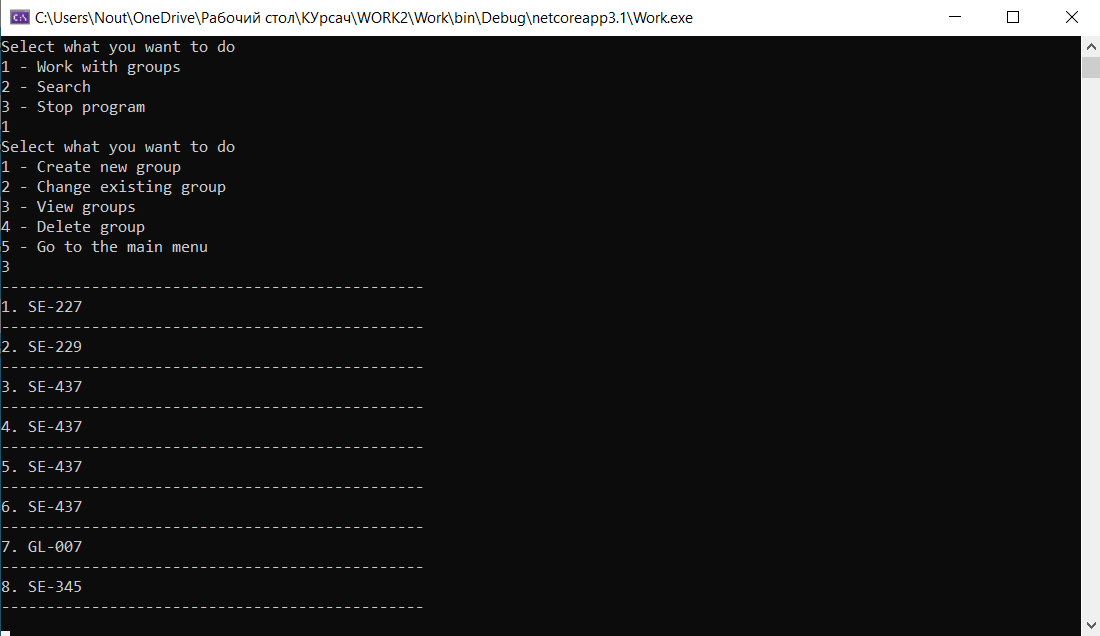 C:\Users\Nout\OneDrive\Рабочий стол\КУрсач\WORK2\Work\bin\Debug\netcoreapp3.1\Work.exe
Select what you want to do
1 - Work with groups
2 - Search
3 - Stop program
1
Select what you want to do
1 - Create new group
2 - Change existing group
3 - View groups
4 - Delete group
5 - Go to the main menu
3
-----------------------------------------------
1. SE-227
-----------------------------------------------
2. SE-229
-----------------------------------------------
3. SE-437
-----------------------------------------------
4. SE-437
-----------------------------------------------
5. SE-437
-----------------------------------------------
6. SE-437
-----------------------------------------------
7. GL-007
-----------------------------------------------
8. SE-345
-----------------------------------------------